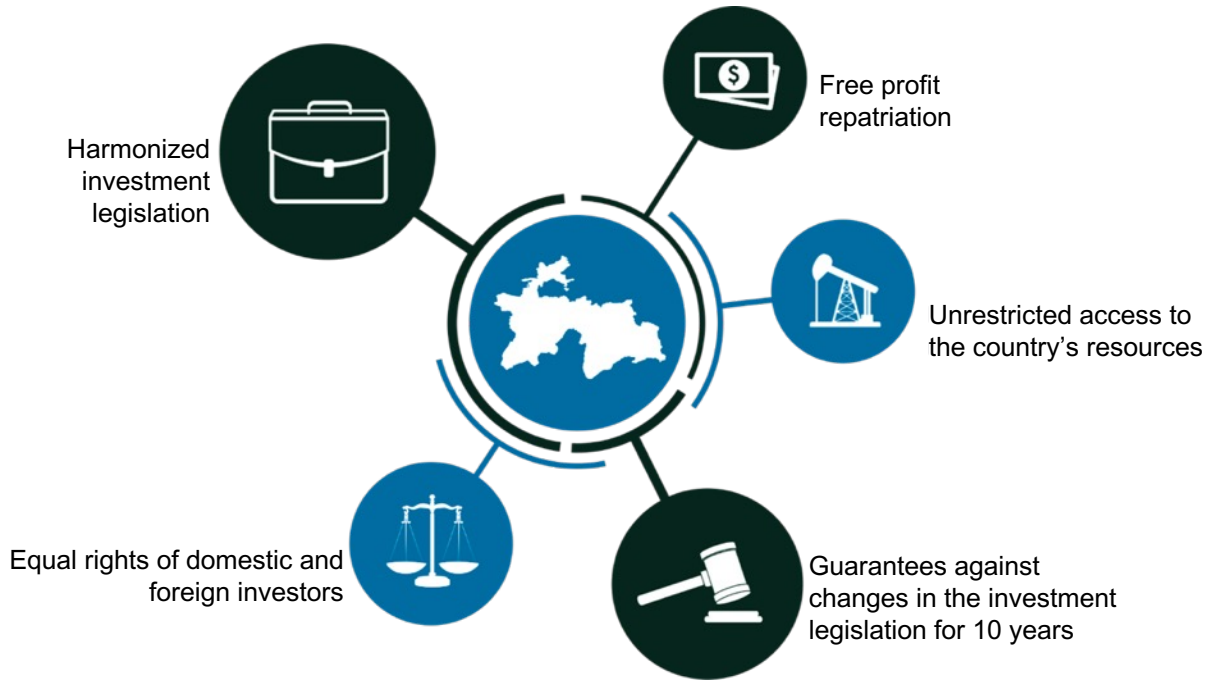 Harmonized
investment
legislation
$
Free profit
repatriation
Unrestricted access to
the country’s resources
Equal rights of domestic and
foreign investors
Guarantees against
changes in the investment
legislation for 10 years